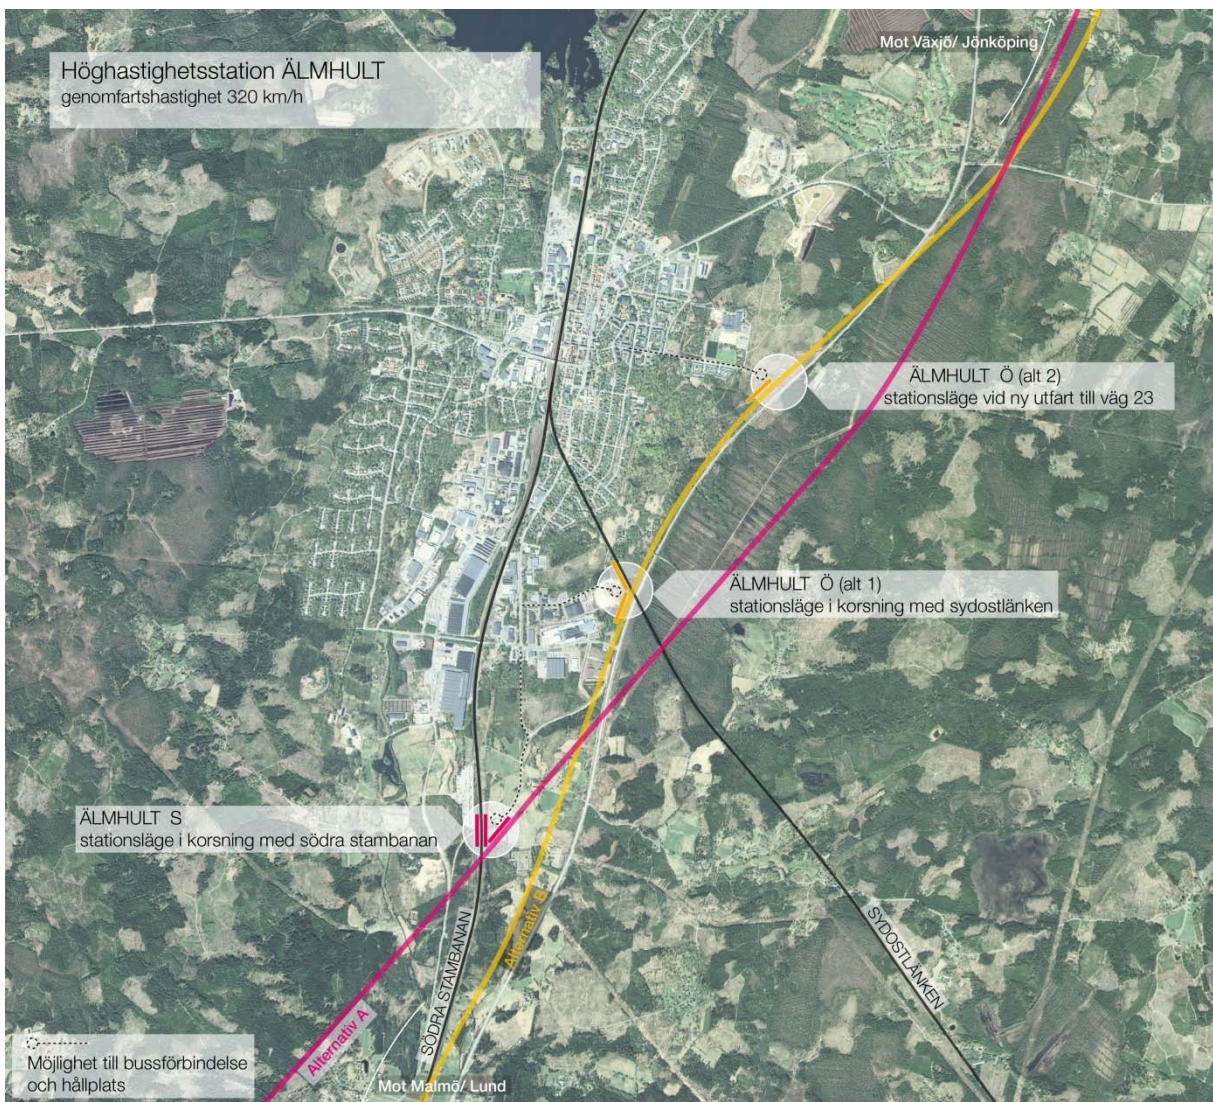 Höghastighetsstation ÄLMHULT
genomfartshastighet 320 km/h
Mot Växjö/ Jönköping
ÄLMHULT Ö (alt 2)
stationsläge vid ny utfart till väg 23
ÄLMHULT Ö (alt 1)
stationsläge i korsning med sydostlänken
ÄLMHULT S
stationsläge i korsning med södra stambanan
Alternativ B
SÖDRA STAMBANAN
SYDOSTLÄNKEN
Alternativ A
Möjlighet till bussförbindelse
och hållplats
Mot Malmö/ Lund